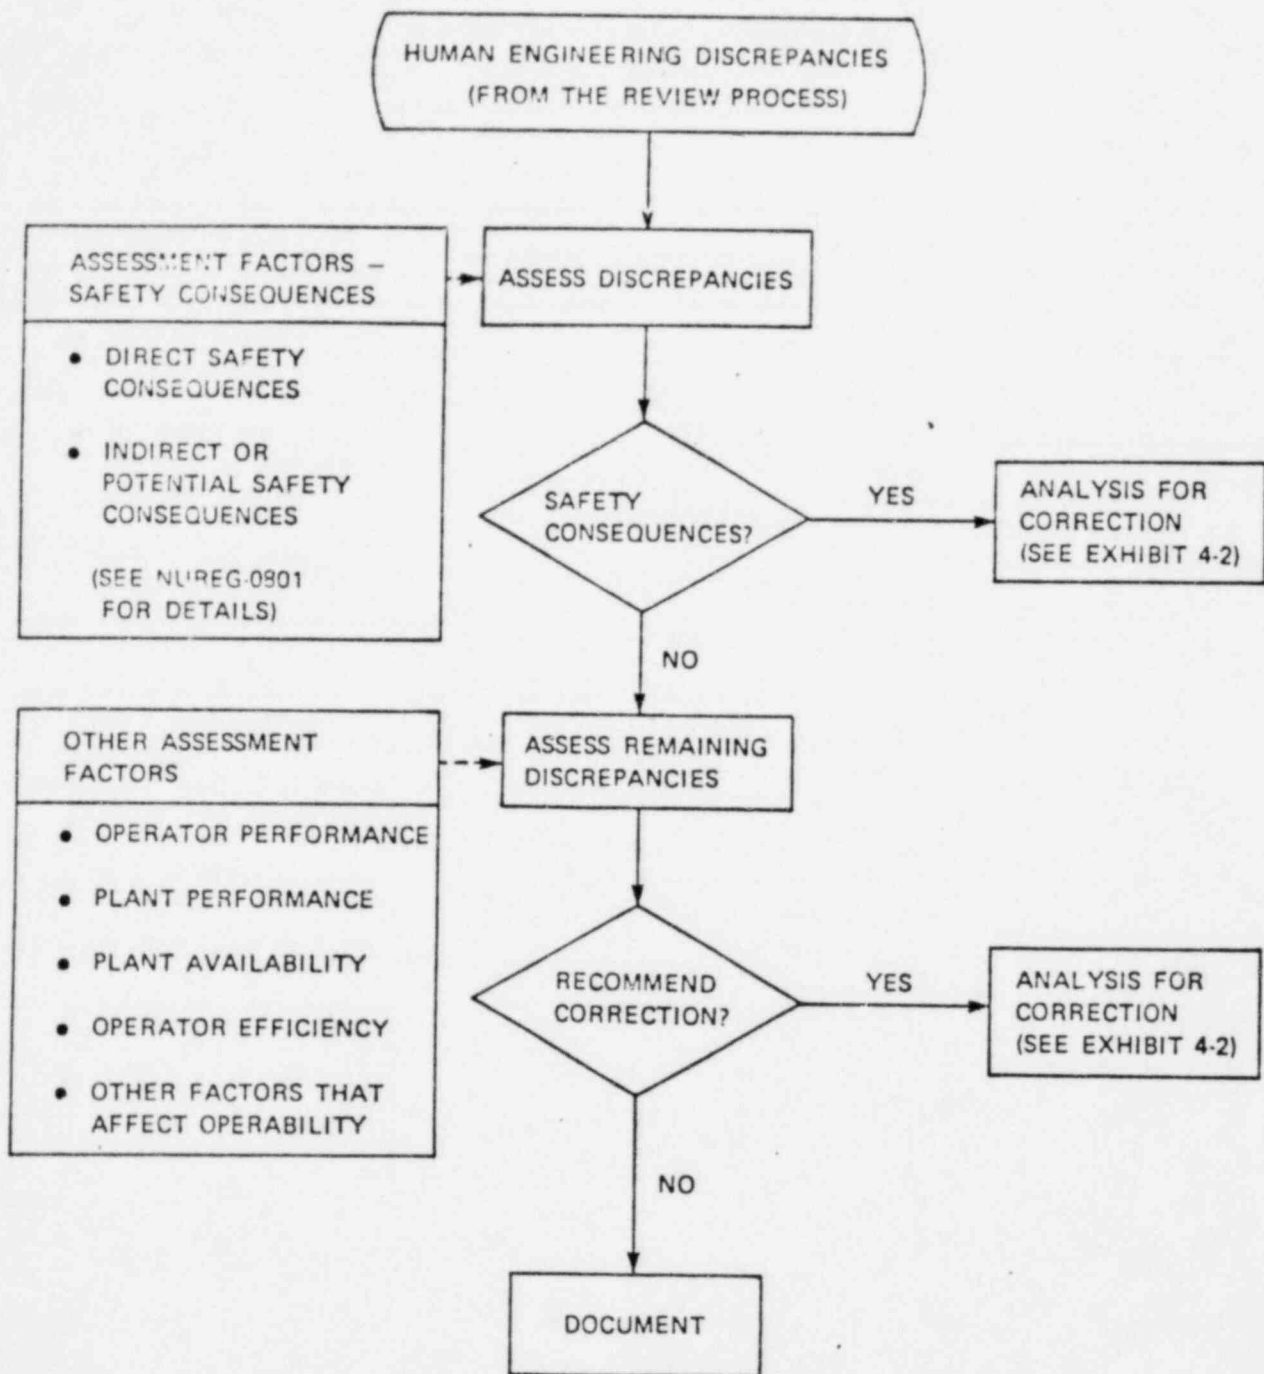 HUMAN ENGINEERING DISCREPANCIES
(FROM THE REVIEW PROCESS)
ASSESSMENT FACTORS —
SAFETY CONSEQUENCES
• DIRECT SAFETY
CONSEQUENCES
• INDIRECT OR
POTENTIAL SAFETY
CONSEQUENCES
(SEE NUREG-0801
FOR DETAILS)
ASSESS DISCREPANCIES
SAFETY
CONSEQUENCES?
YES
ANALYSIS FOR
CORRECTION
(SEE EXHIBIT 4-2)
NO
OTHER ASSESSMENT
FACTORS
• OPERATOR PERFORMANCE
• PLANT PERFORMANCE
• PLANT AVAILABILITY
• OPERATOR EFFICIENCY
• OTHER FACTORS THAT
AFFECT OPERABILITY
ASSESS REMAINING
DISCREPANCIES
RECOMMEND
CORRECTION?
YES
ANALYSIS FOR
CORRECTION
(SEE EXHIBIT 4-2)
NO
DOCUMENT